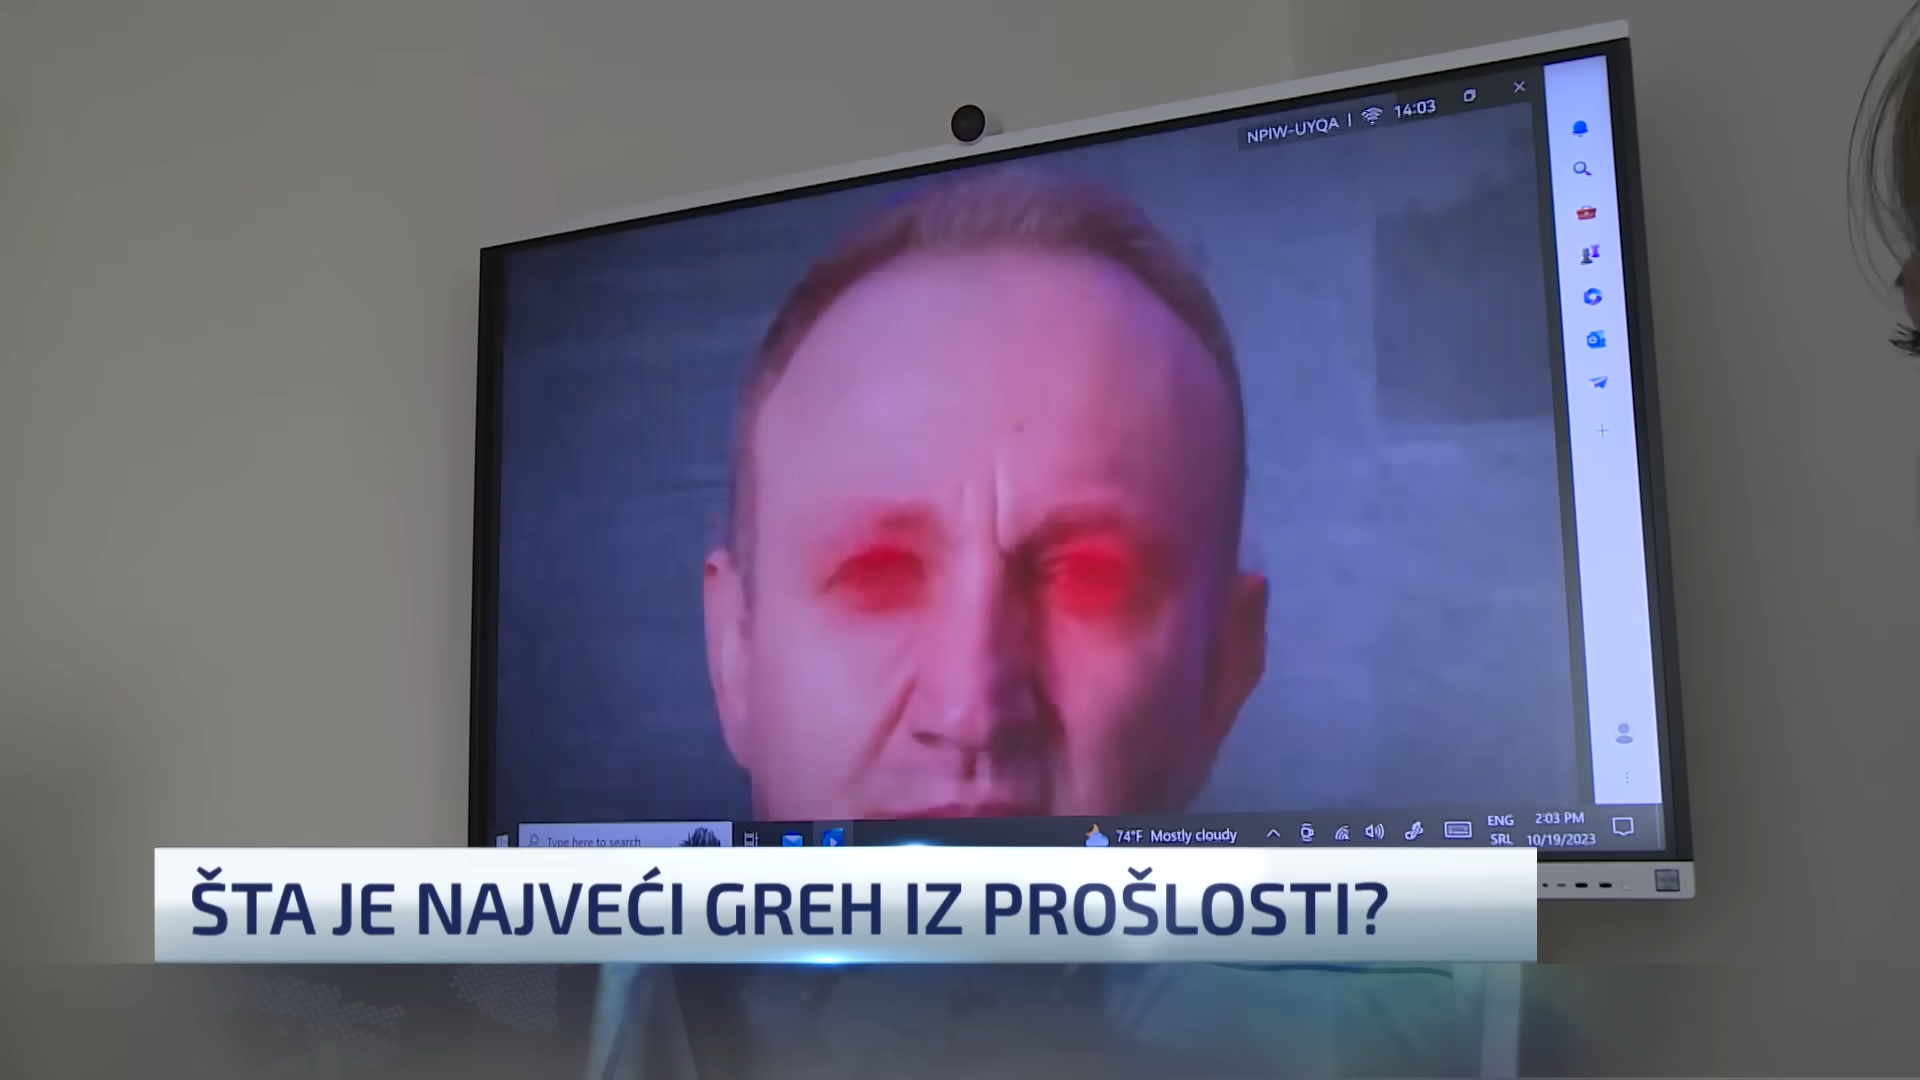 NPIW-UYQA | 14:03
Type here to search
74°F Mostly cloudy
ENG
SRL
2:03 PM
10/19/2023
ŠTA JE NAJVEĆI GREH IZ PROŠLOSTI?